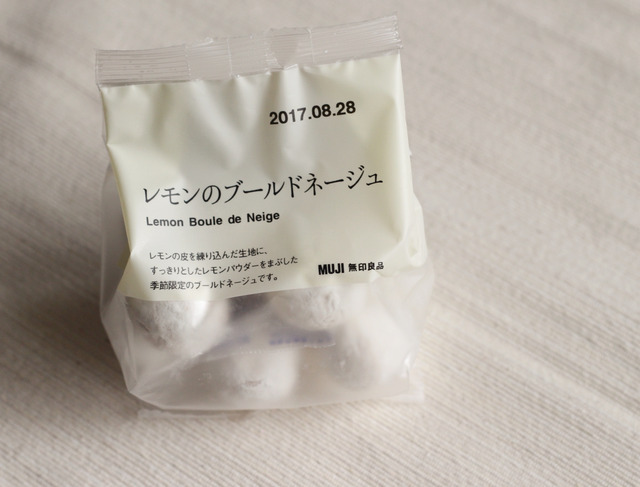 2017.08.28
レモンのブールドネージュ
Lemon Boule de Neige
レモンの皮を練り込んだ生地に、
すっきりとしたレモンパウダーをまぶした
季節限定のブールドネージュです。
MUJI 無印良品